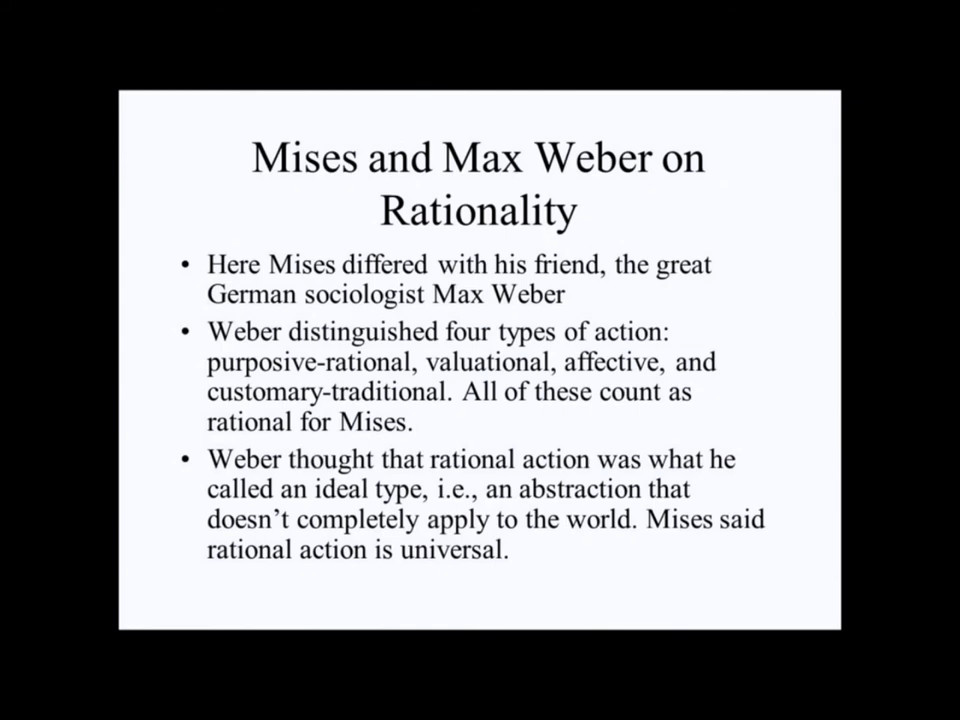 Mises and Max Weber on
Rationality
• Here Mises differed with his friend, the great
German sociologist Max Weber
• Weber distinguished four types of action:
purposive-rational, valuational, affective, and
customary-traditional. All of these count as
rational for Mises.
• Weber thought that rational action was what he
called an ideal type, i.e., an abstraction that
doesn’t completely apply to the world. Mises said
rational action is universal.